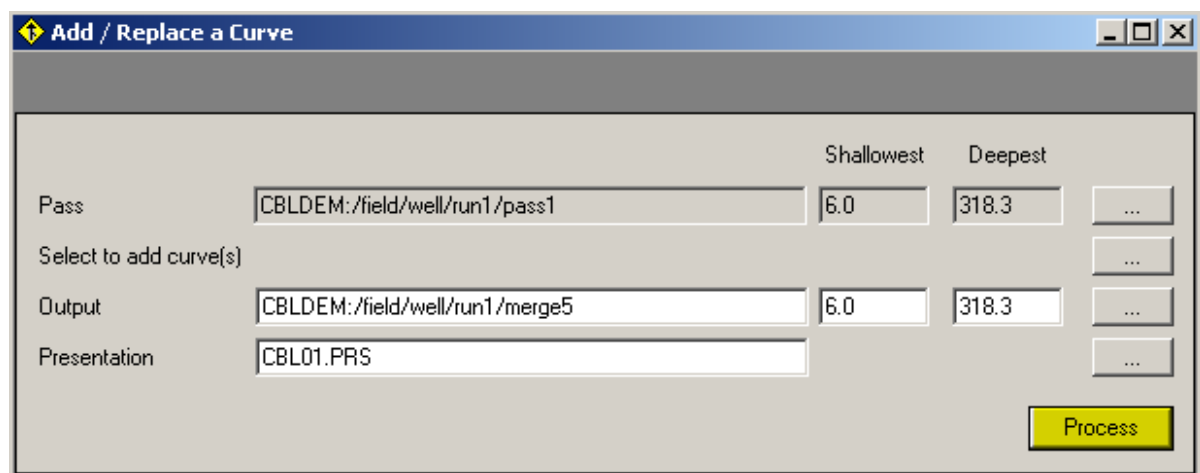 Add / Replace a Curve
Shallowest Deepest
Pass CBLDEM:/field/well/run1/pass1 6.0 318.3 ...
Select to add curve(s) ...
Output CBLDEM:/field/well/run1/merge5 6.0 318.3 ...
Presentation CBL01.PRS ...
Process